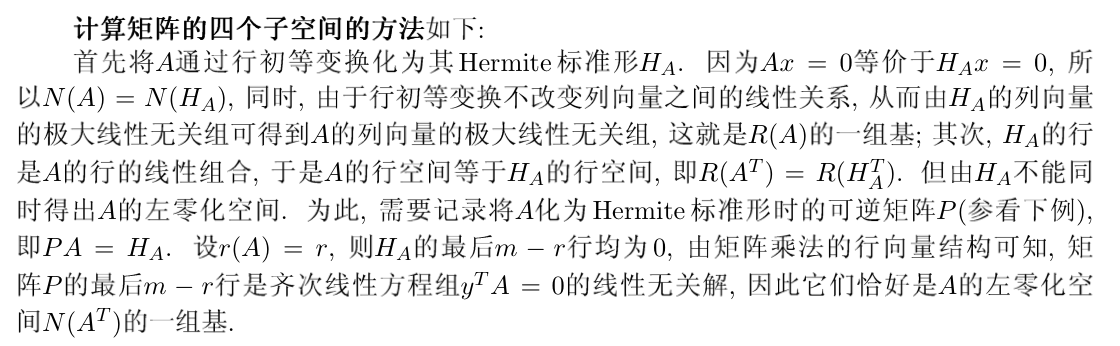 计算矩阵的四个子空间的方法如下:
首先将A通过行初等变换化为其Hermite标准形H_A. 因为Ax = 0等价于H_Ax = 0, 所
以N(A) = N(H_A), 同时, 由于行初等变换不改变列向量之间的线性关系, 从而由H_A的列向量
的极大线性无关组可得到A的列向量的极大线性无关组, 这就是R(A)的一组基; 其次, H_A的行
是A的行的线性组合, 于是A的行空间等于H_A的行空间, 即R(A^T) = R(H_A^T). 但由H_A不能同
时得出A的左零化空间. 为此, 需要记录将A化为Hermite标准形时的可逆矩阵P(参看下例),
即PA = H_A. 设r(A) = r, 则H_A的最后m − r行均为0, 由矩阵乘法的行向量结构可知, 矩
阵P的最后m − r行是齐次线性方程组y^TA = 0的线性无关解, 因此它们恰好是A的左零化空
间N(A^T)的一组基.